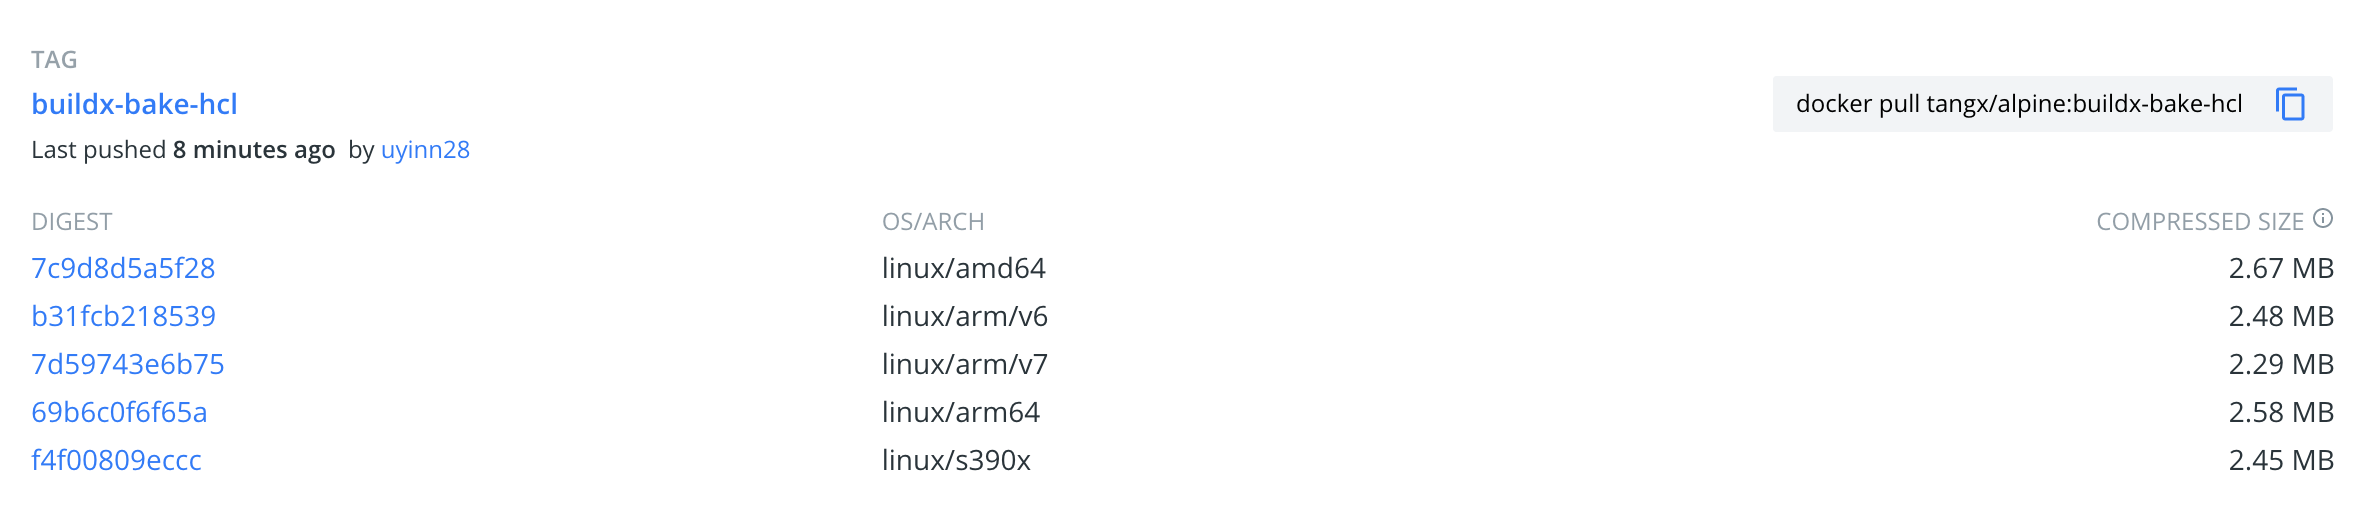 TAG
buildx-bake-hcl
docker pull tangx/alpine:buildx-bake-hcl
Last pushed 8 minutes ago by uyinn28
DIGEST OS/ARCH COMPRESSED SIZE
7c9d8d5a5f28 linux/amd64 2.67 MB
b31fcb218539 linux/arm/v6 2.48 MB
7d59743e6b75 linux/arm/v7 2.29 MB
69b6c0f6f65a linux/arm64 2.58 MB
f4f00809eccc linux/s390x 2.45 MB